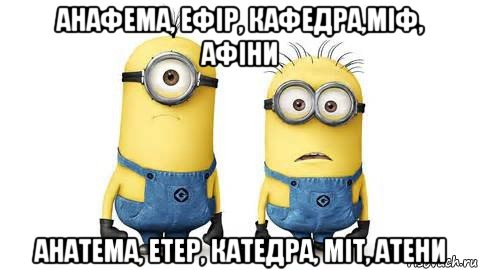 АНАФЕМА, ЕФІР, КАФЕДРА,МІФ,
АФІНИ
АНАТЕМА, ЕТЕР, КАТЕДРА, МІТ, АТЕНИ